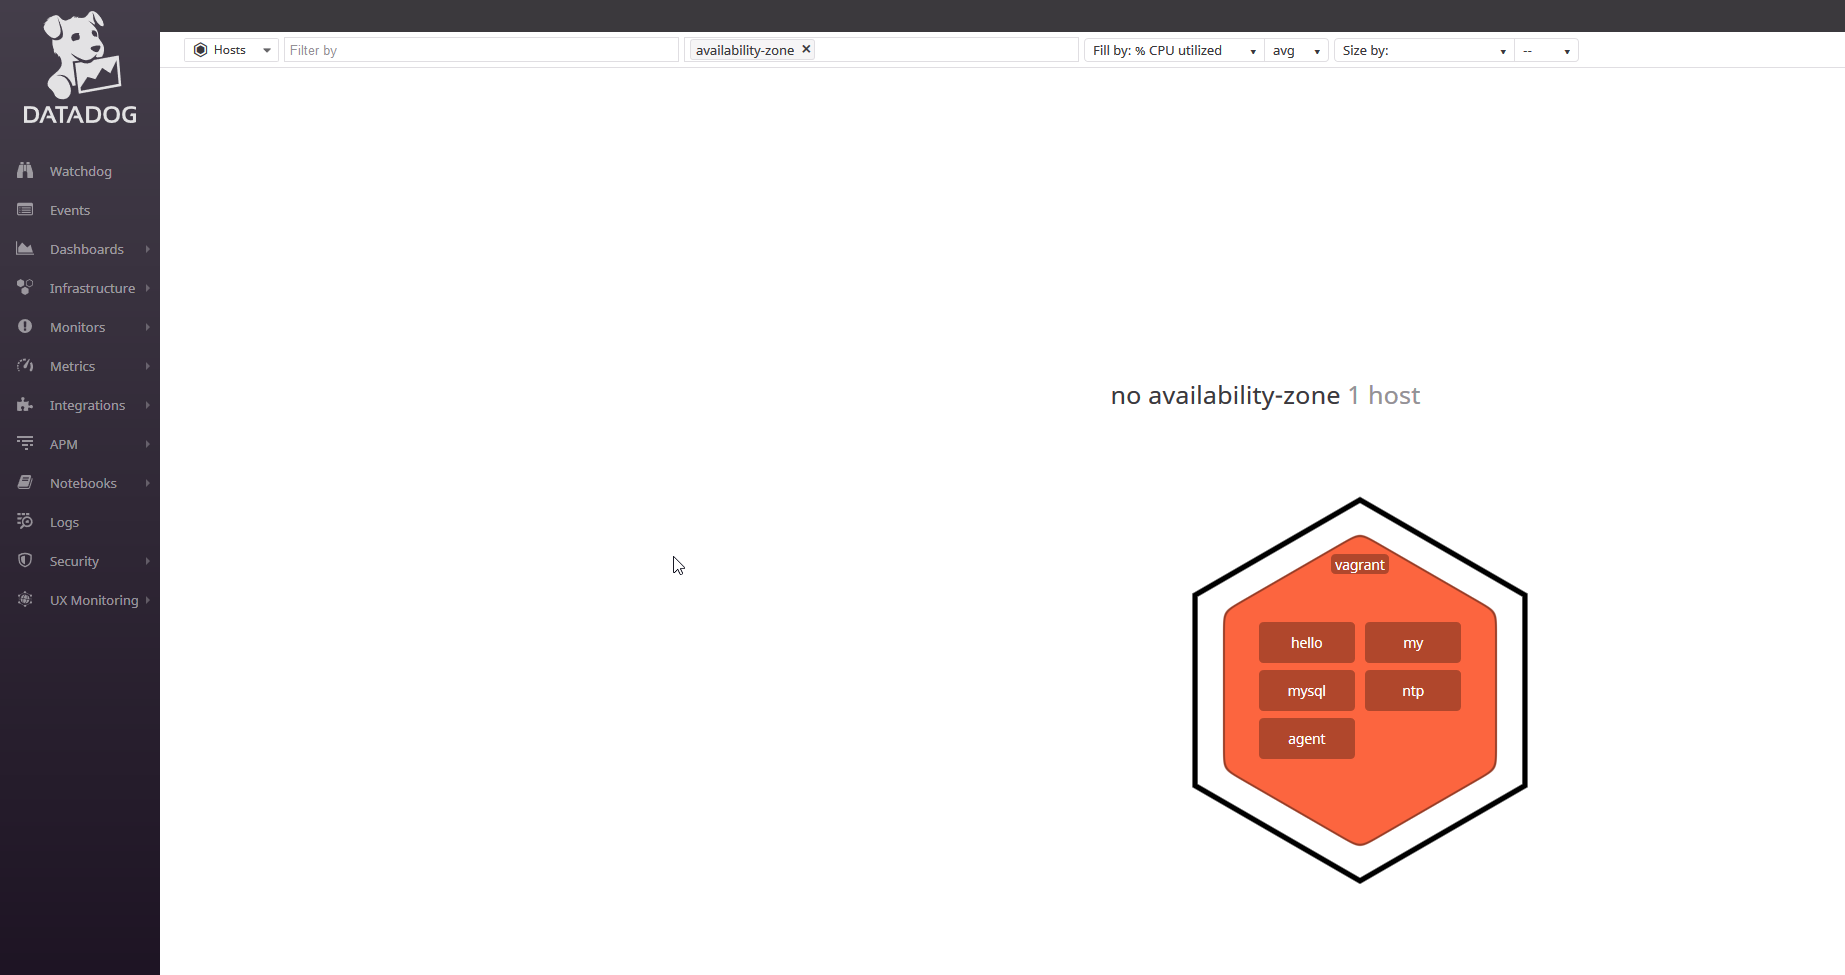 DATADOG
Watchdog
Events
Dashboards
Infrastructure
Monitors
Metrics
Integrations
APM
Notebooks
Logs
Security
UX Monitoring
Hosts Filter by availability-zone × Fill by: % CPU utilized avg Size by: --
no availability-zone 1 host
vagrant
hello my
mysql ntp
agent